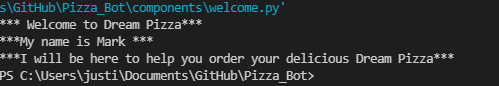 s\GitHub\Pizza_Bot\components\welcome.py'
*** Welcome to Dream Pizza***
***My name is Mark ***
***I will be here to help you order your delicious Dream Pizza***
PS C:\Users\justi\Documents\GitHub\Pizza_Bot>